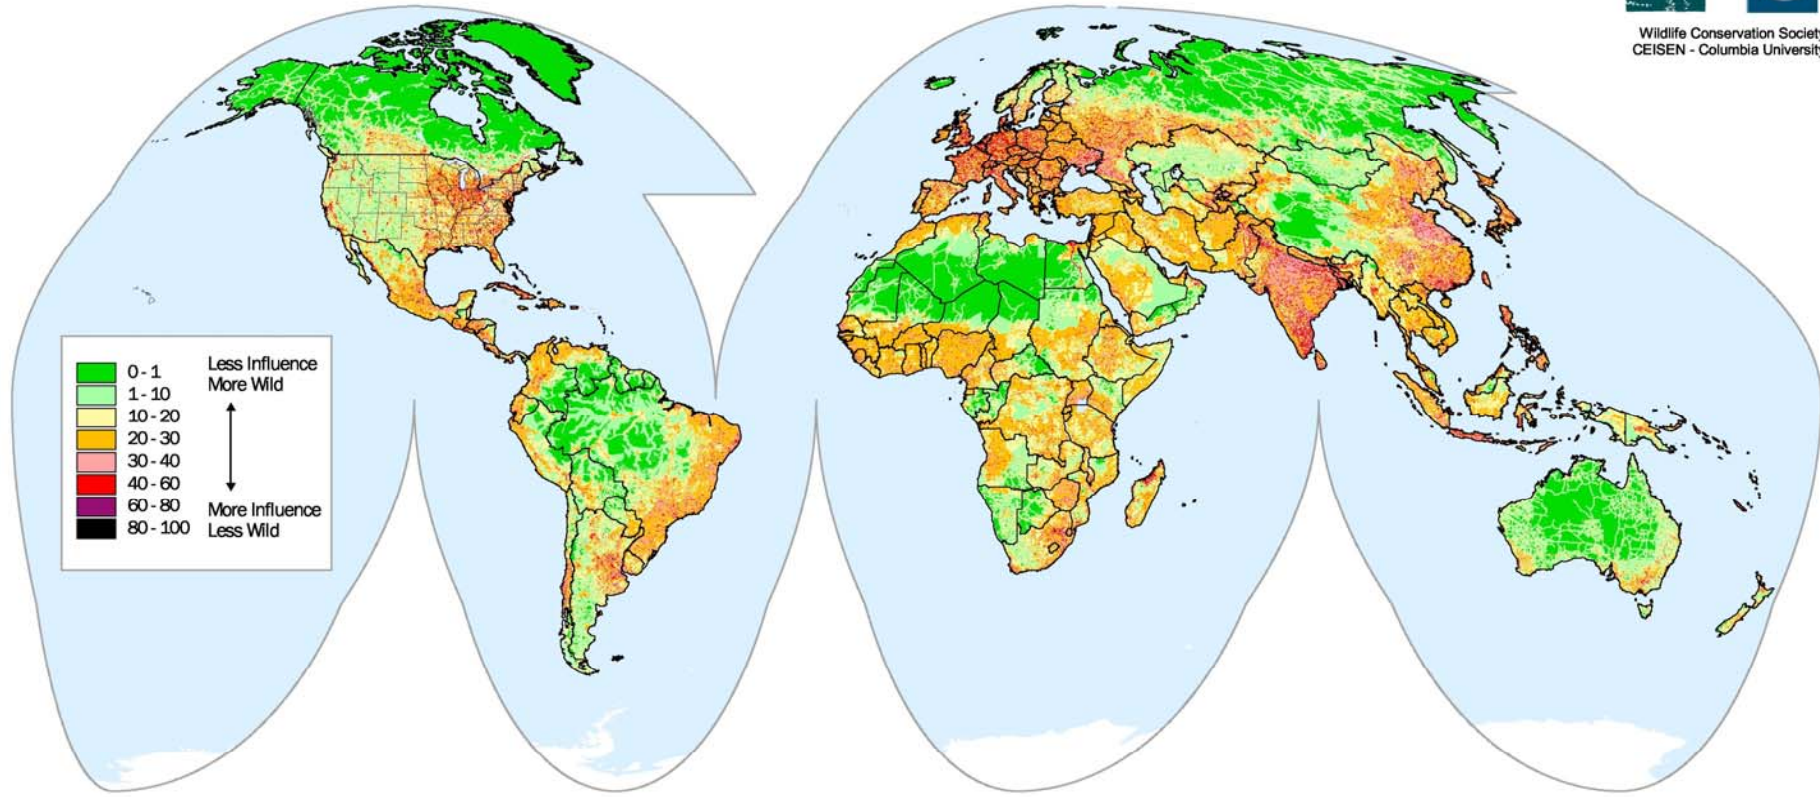 Wildlife Conservation Society
CEISEN - Columbia University
0 - 1
1 - 10
10 - 20
20 - 30
30 - 40
40 - 60
60 - 80
80 - 100
Less Influence
More Wild
More Influence
Less Wild